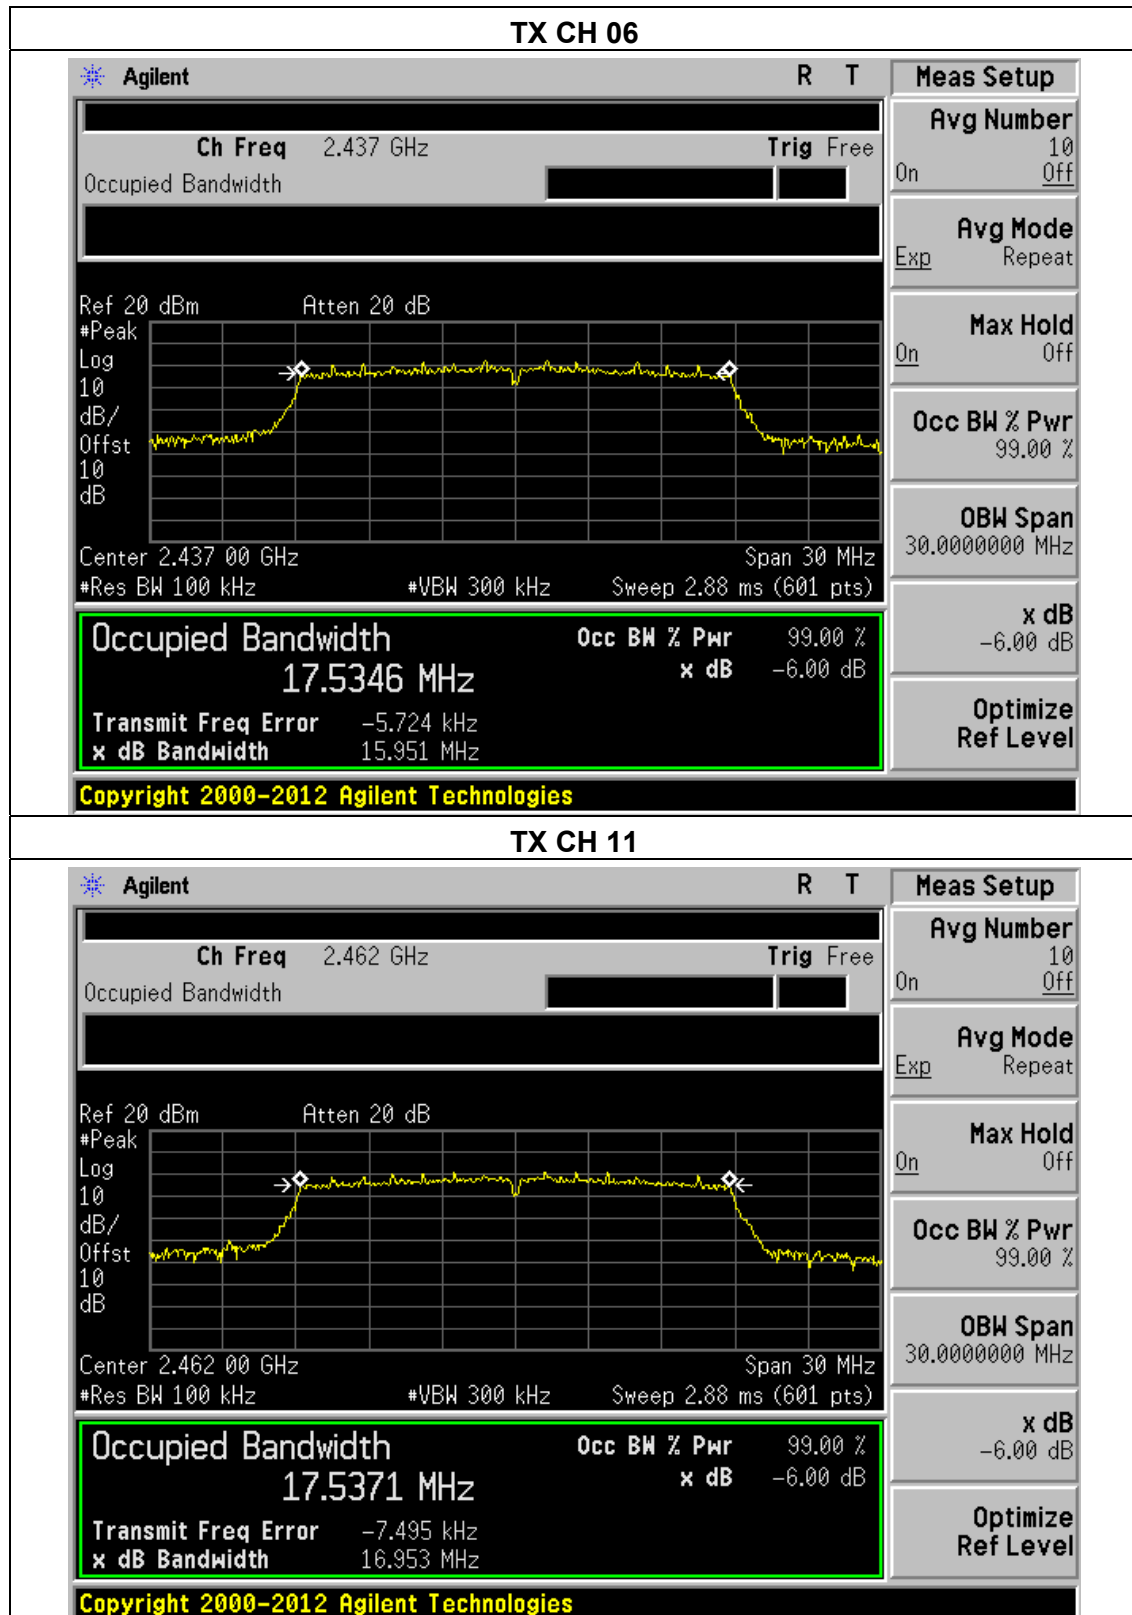 TX CH 06
Agilent R T Meas Setup
Ch Freq 2.437 GHz Trig Free
Occupied Bandwidth
Avg Number
10
On Off
Avg Mode
Exp Repeat
Max Hold
On Off
Occ BW % Pwr
99.00 %
OBW Span
30.0000000 MHz
x dB
-6.00 dB
Optimize
Ref Level
Ref 20 dBm Atten 20 dB
#Peak
Log
10
dB/
Offst
10
dB
Center 2.437 00 GHz Span 30 MHz
#Res BW 100 kHz #VBW 300 kHz Sweep 2.88 ms (601 pts)
Occupied Bandwidth Occ BW % Pwr 99.00 %
17.5346 MHz x dB -6.00 dB
Transmit Freq Error -5.724 kHz
x dB Bandwidth 15.951 MHz
Copyright 2000-2012 Agilent Technologies
TX CH 11
Agilent R T Meas Setup
Ch Freq 2.462 GHz Trig Free
Occupied Bandwidth
Avg Number
10
On Off
Avg Mode
Exp Repeat
Max Hold
On Off
Occ BW % Pwr
99.00 %
OBW Span
30.0000000 MHz
x dB
-6.00 dB
Optimize
Ref Level
Ref 20 dBm Atten 20 dB
#Peak
Log
10
dB/
Offst
10
dB
Center 2.462 00 GHz Span 30 MHz
#Res BW 100 kHz #VBW 300 kHz Sweep 2.88 ms (601 pts)
Occupied Bandwidth Occ BW % Pwr 99.00 %
17.5371 MHz x dB -6.00 dB
Transmit Freq Error -7.495 kHz
x dB Bandwidth 16.953 MHz
Copyright 2000-2012 Agilent Technologies